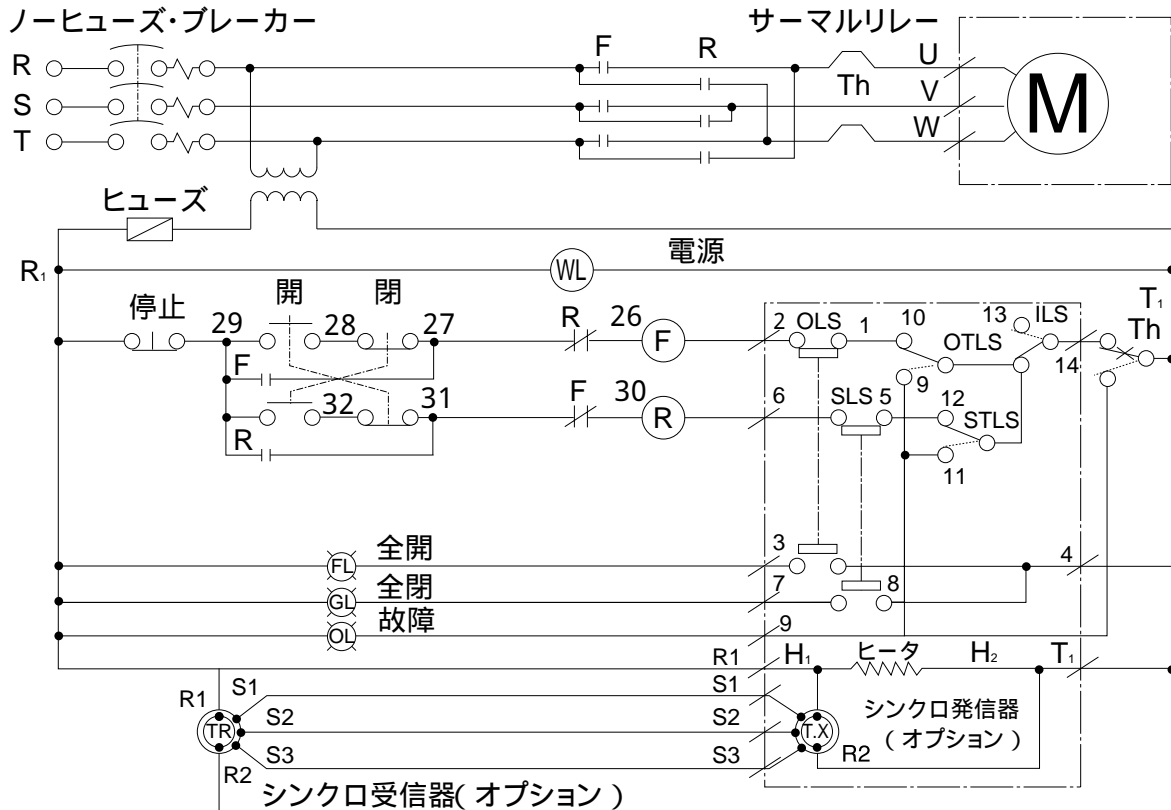 ノーヒューズ・ブレーカー
サーマルリレー
R
F
R
Th
U
S
V
T
W
M
ヒューズ
R₁
WL
電源
停止
29
開
28
閉
27
R
26
F
2
OLS
1
10
13
ILS
OTLS
14
T₁
Th
F
9
32
31
F
30
R
6
SLS
5
12
STLS
11
R
FL
全開
3
4
GL
全閉
7
8
OL
故障
9
R1
H₁
ヒータ
H₂
T₁
R1
S1
S1
TR
S2
S2
T.X
シンクロ発信器
(オプション)
R2
S3
S3
R2
シンクロ受信器(オプション)